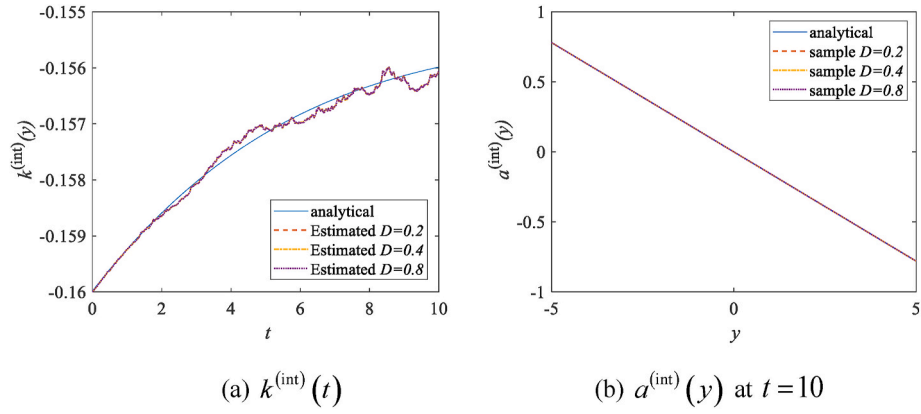 -0.155
-0.156
-0.157
-0.158
-0.159
-0.16
k^(int)(y)
analytical
Estimated D=0.2
Estimated D=0.4
Estimated D=0.8
0 2 4 6 8 10
t
(a) k^(int)(t)
1
0.5
0
-0.5
-1
a^(int)(y)
analytical
sample D=0.2
sample D=0.4
sample D=0.8
-5 0 5
y
(b) a^(int)(y) at t=10